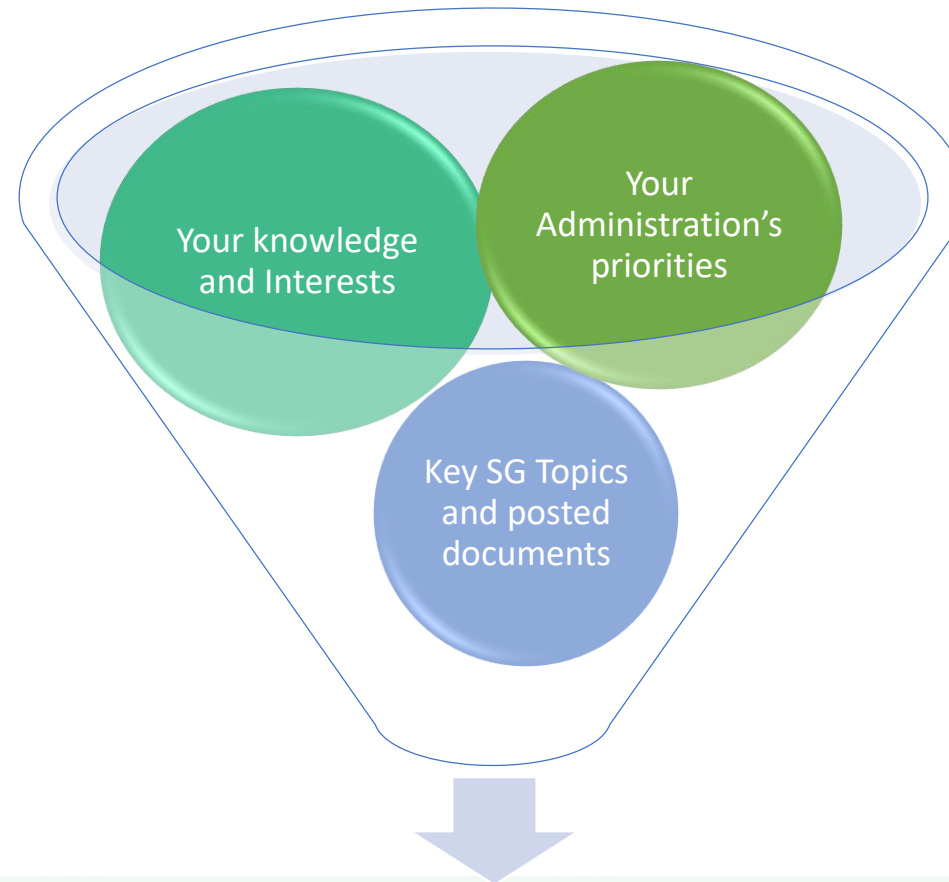 Your knowledge
and Interests
Your
Administration's
priorities
Key SG Topics
and posted
documents